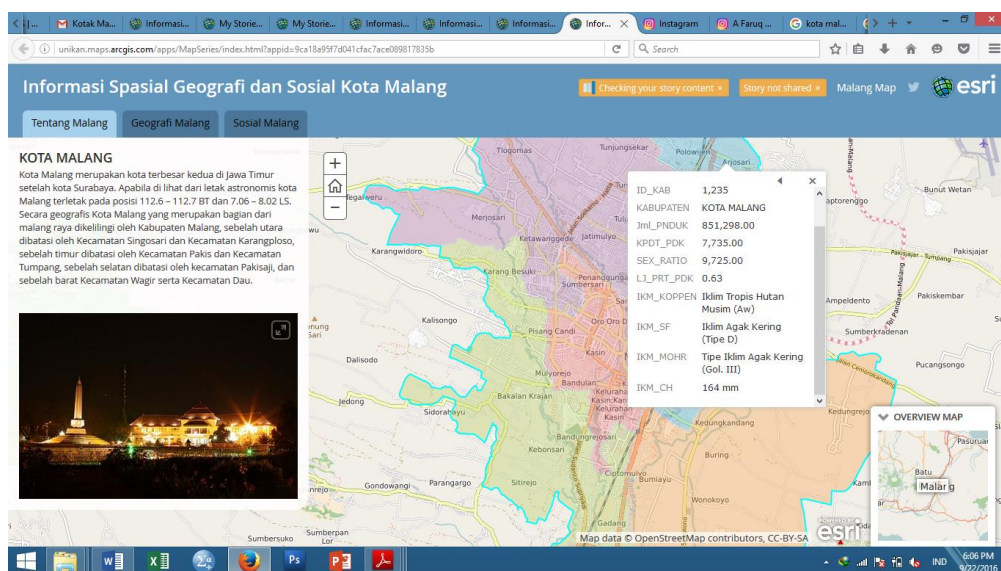 Kotak Ma...
Informasi...
My Storie...
My Storie...
Informasi...
Informasi...
Informasi...
Infor...
Instagram
A Faruq ...
kota mal...
unikan.maps.arcgis.com/apps/MapSeries/index.html?appid=9ca18a95f7d041cfac7ace089817835b
Search
Informasi Spasial Geografi dan Sosial Kota Malang
Checking your story content ×
Story not shared ×
Malang Map
esri
Tentang Malang
Geografi Malang
Sosial Malang
KOTA MALANG
Kota Malang merupakan kota terbesar kedua di Jawa Timur
setelah kota Surabaya. Apabila di lihat dari letak astronomis kota
Malang terletak pada posisi 112.6 – 112.7 BT dan 7.06 – 8.02 LS.
Secara geografis Kota Malang yang merupakan bagian dari
malang raya dikelilingi oleh Kabupaten Malang, sebelah utara
dibatasi oleh Kecamatan Singosari dan Kecamatan Karangploso,
sebelah timur dibatasi oleh Kecamatan Pakis dan Kecamatan
Tumpang, sebelah selatan dibatasi oleh kecamatan Pakisaji, dan
sebelah barat Kecamatan Wagir serta Kecamatan Dau.
ID_KAB 1,235
KABUPATEN KOTA MALANG
Jml_PNDUK 851,298.00
KPDT_PDK 7,735.00
SEX_RATIO 9,725.00
LJ_PRT_PDK 0.63
IKM_KOPPEN Iklim Tropis Hutan
Musim (Aw)
IKM_SF Iklim Agak Kering
(Tipe D)
IKM_MOHR Tipe Iklim Agak Kering
(Gol. III)
IKM_CH 164 mm
Tlogomas
Tunjungsekar
Polowijen
Arjosari
Tegalweru
Merjosari
Ketawanggede
Jatimulyo
Karangwidoro
Karang Besuki
Penanggungan
Sumbersari
Kalisongo
Pisang Candi
Oro Oro D
Kasin
Dalisodo
Mulyorejo
Bandulan
Bakalan Krajan
Kelurahan
Kasin
Jedong
Sidorahayu
Bandungrejosari
Kebonsari
Kedungkandang
Buring
Ciptomulyo
Bumiayu
Gondowangi
Parangargo
Sitirejo
Wonokoyo
Gadang
Sumbersuko
Sumberpan
Lor
Bunut Wetan
Pakisjajar
Pakiskembar
Ampeldento
Sumberkradenan
Pucangsongo
Jalan Cemorokandang
Kedungrejo
OVERVIEW MAP
Pasuruan
Batu
Malang
Map data © OpenStreetMap contributors, CC-BY-SA
POWERED BY
esri
IND
6:06 PM
9/22/2016